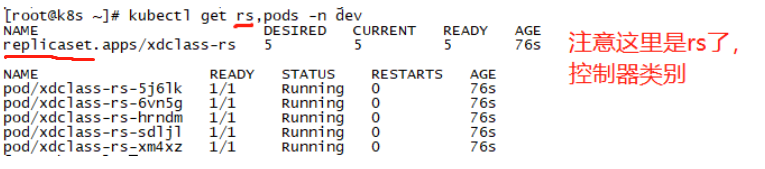 [root@k8s ~]# kubectl get rs,pods -n dev
NAME DESIRED CURRENT READY AGE
replicaset.apps/xdclass-rs 5 5 5 76s
注意这里是rs了,
控制器类别
NAME READY STATUS RESTARTS AGE
pod/xdclass-rs-5j6lk 1/1 Running 0 76s
pod/xdclass-rs-6vn5g 1/1 Running 0 76s
pod/xdclass-rs-hrndm 1/1 Running 0 76s
pod/xdclass-rs-sdljl 1/1 Running 0 76s
pod/xdclass-rs-xm4xz 1/1 Running 0 76s